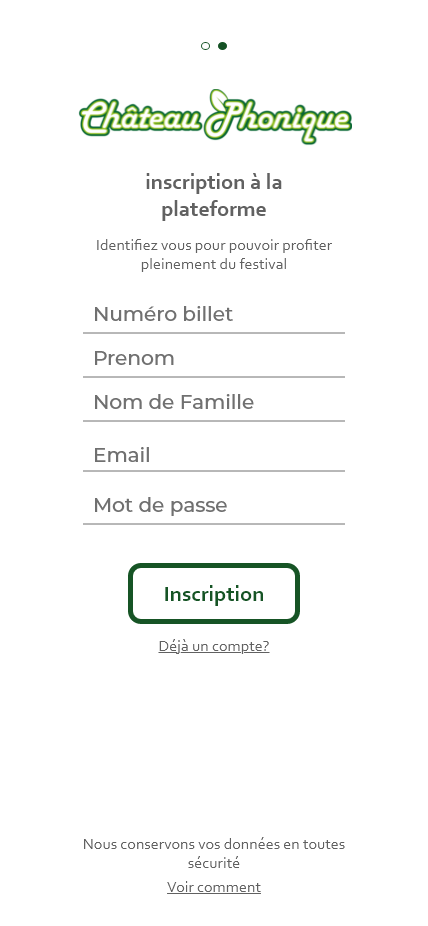 Château Phonique
inscription à la
plateforme
Identifiez vous pour pouvoir profiter
pleinement du festival
Numéro billet
Prenom
Nom de Famille
Email
Mot de passe
Inscription
Déjà un compte?
Nous conservons vos données en toutes
sécurité
Voir comment